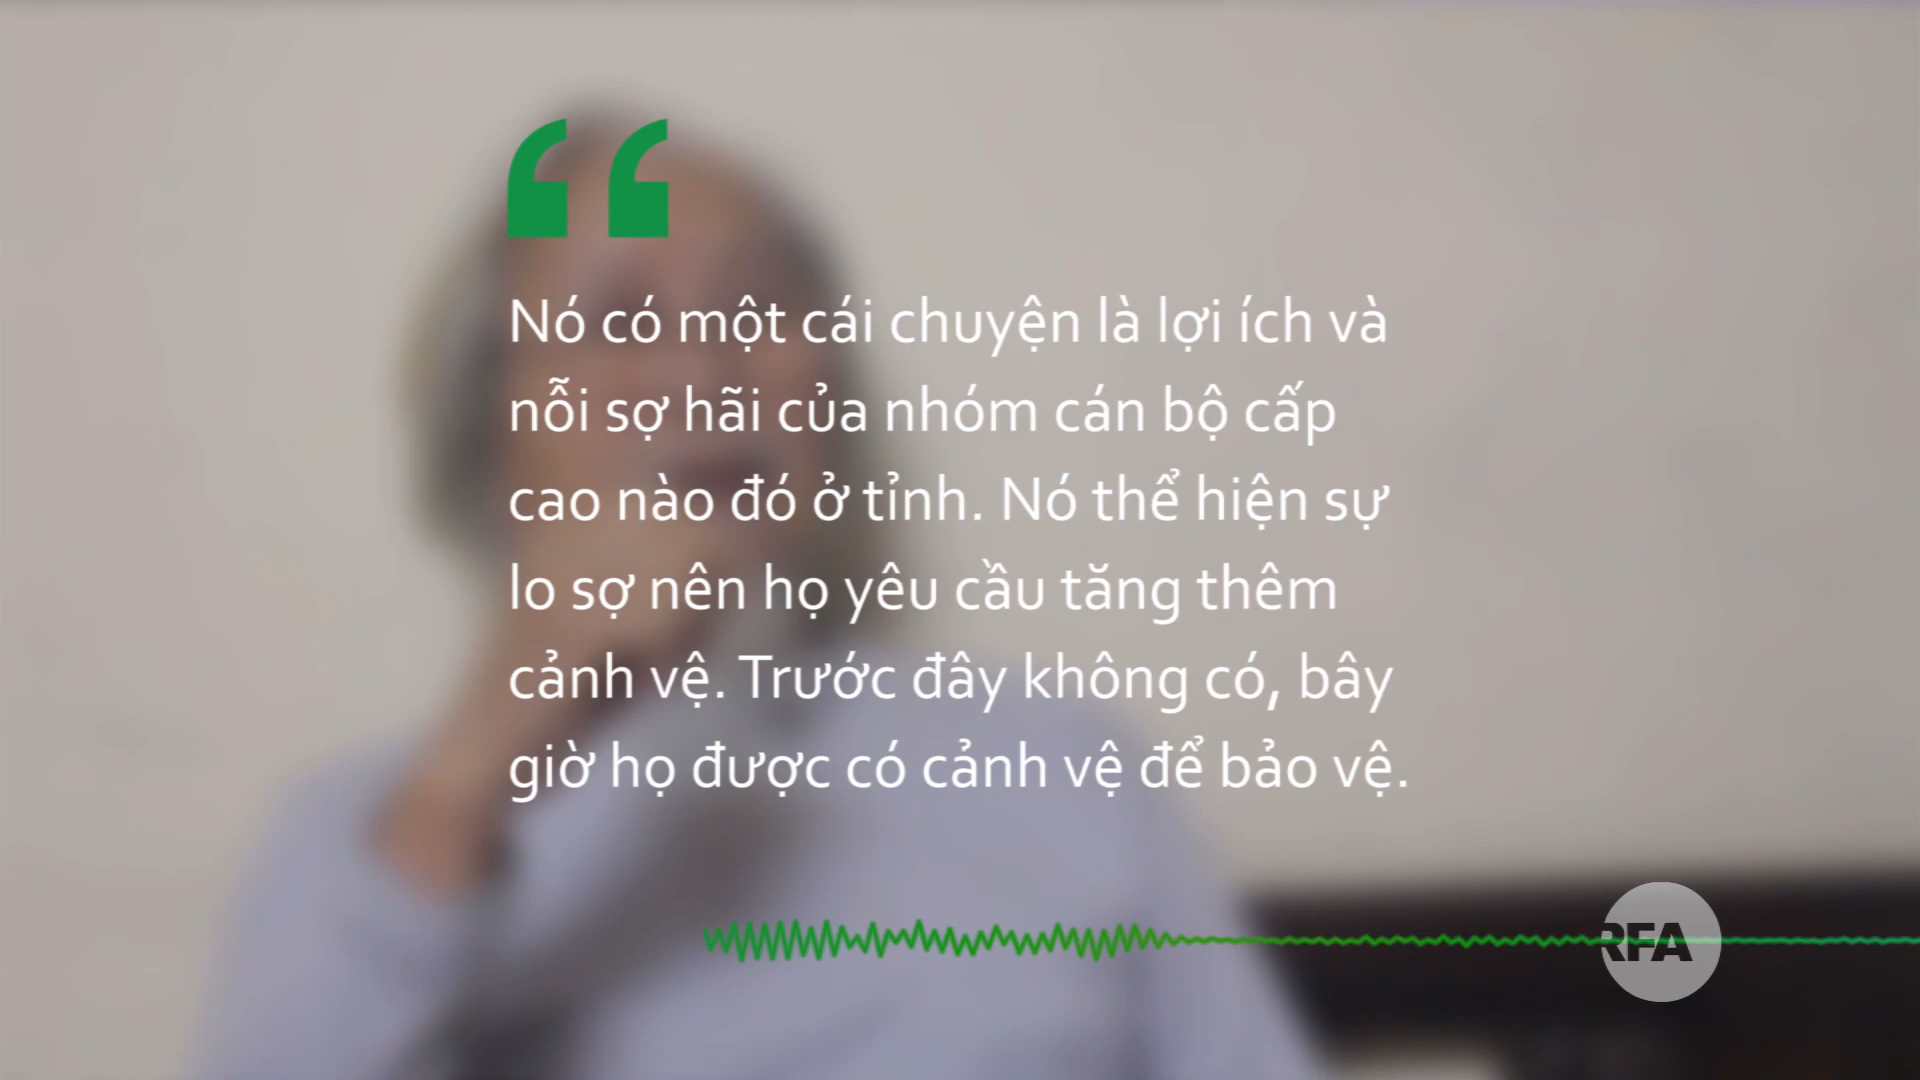 Nó có một cái chuyện là lợi ích và
nỗi sợ hãi của nhóm cán bộ cấp
cao nào đó ở tỉnh. Nó thể hiện sự
lo sợ nên họ yêu cầu tăng thêm
cảnh vệ. Trước đây không có, bây
giờ họ được có cảnh vệ để bảo vệ.
RFA